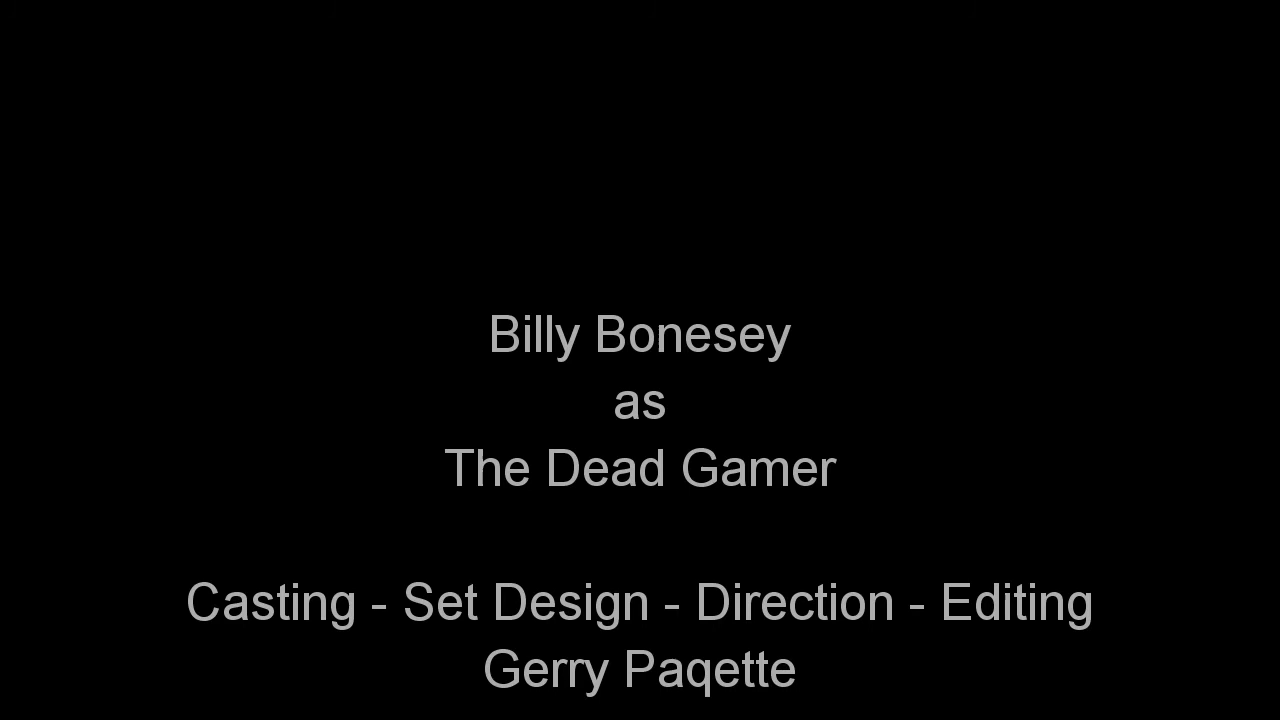 Billy Bonesey
as
The Dead Gamer
Casting - Set Design - Direction - Editing
Gerry Paqette